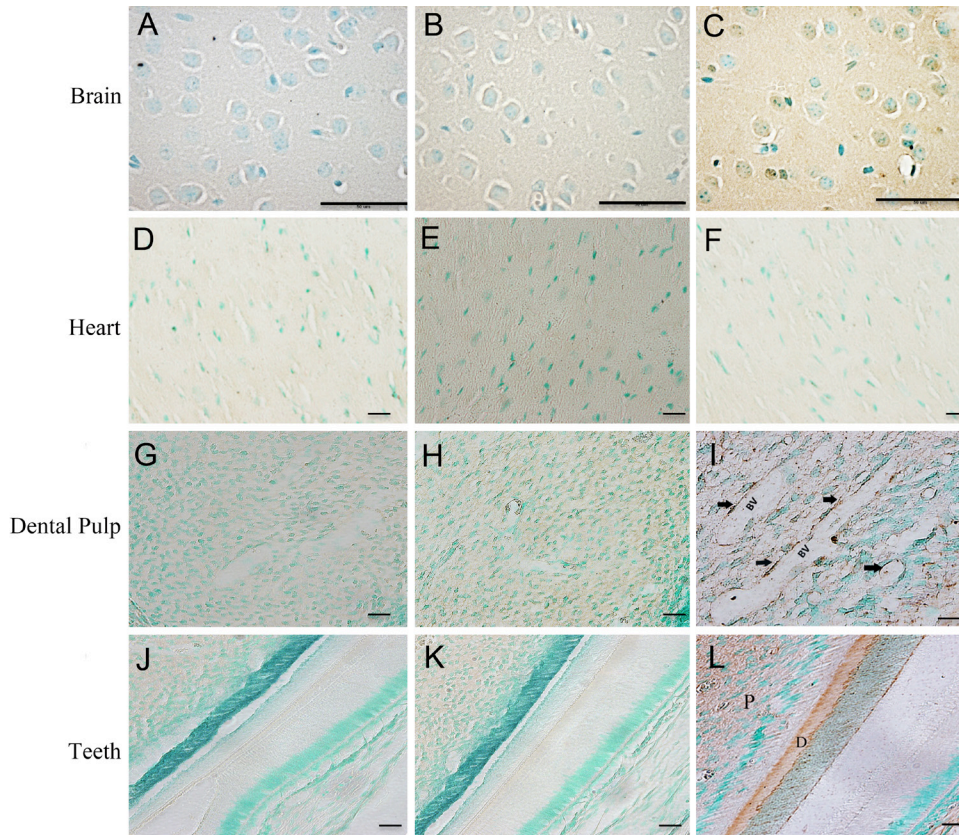 A B C
Brain
D E F
Heart
G H I
BV
BV
Dental Pulp
J K L
P
D
Teeth